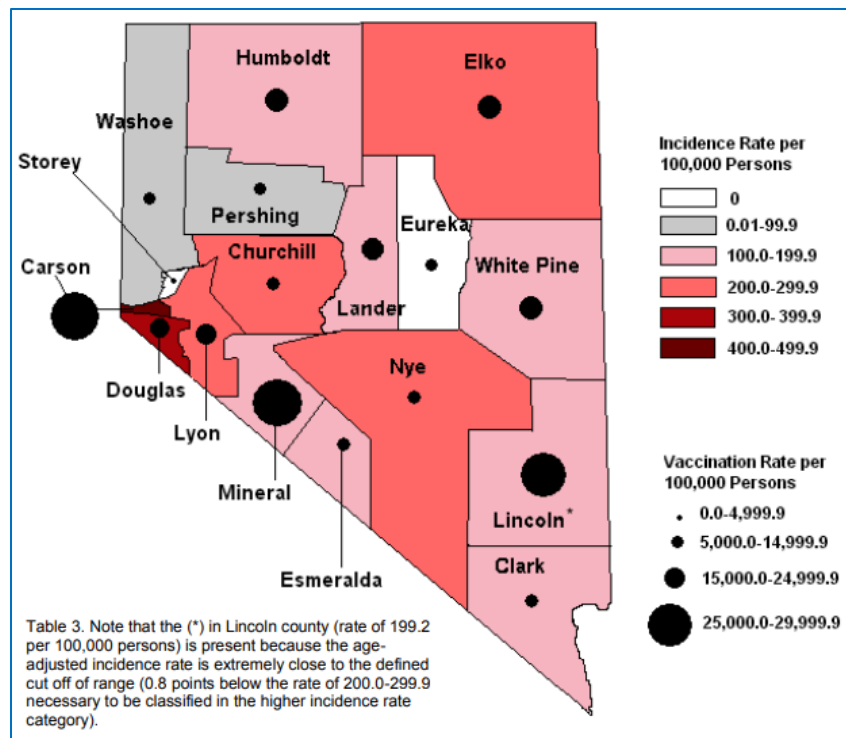 Humboldt
Elko
Washoe
Storey
Pershing
Eureka
Churchill
White Pine
Carson
Lander
Nye
Douglas
Lyon
Mineral
Lincoln*
Clark
Esmeralda
Incidence Rate per
100,000 Persons
0
0.01-99.9
100.0-199.9
200.0-299.9
300.0- 399.9
400.0-499.9
Vaccination Rate per
100,000 Persons
0.0-4,999.9
5,000.0-14,999.9
15,000.0-24,999.9
25,000.0-29,999.9
Table 3. Note that the (*) in Lincoln county (rate of 199.2
per 100,000 persons) is present because the age-
adjusted incidence rate is extremely close to the defined
cut off of range (0.8 points below the rate of 200.0-299.9
necessary to be classified in the higher incidence rate
category).